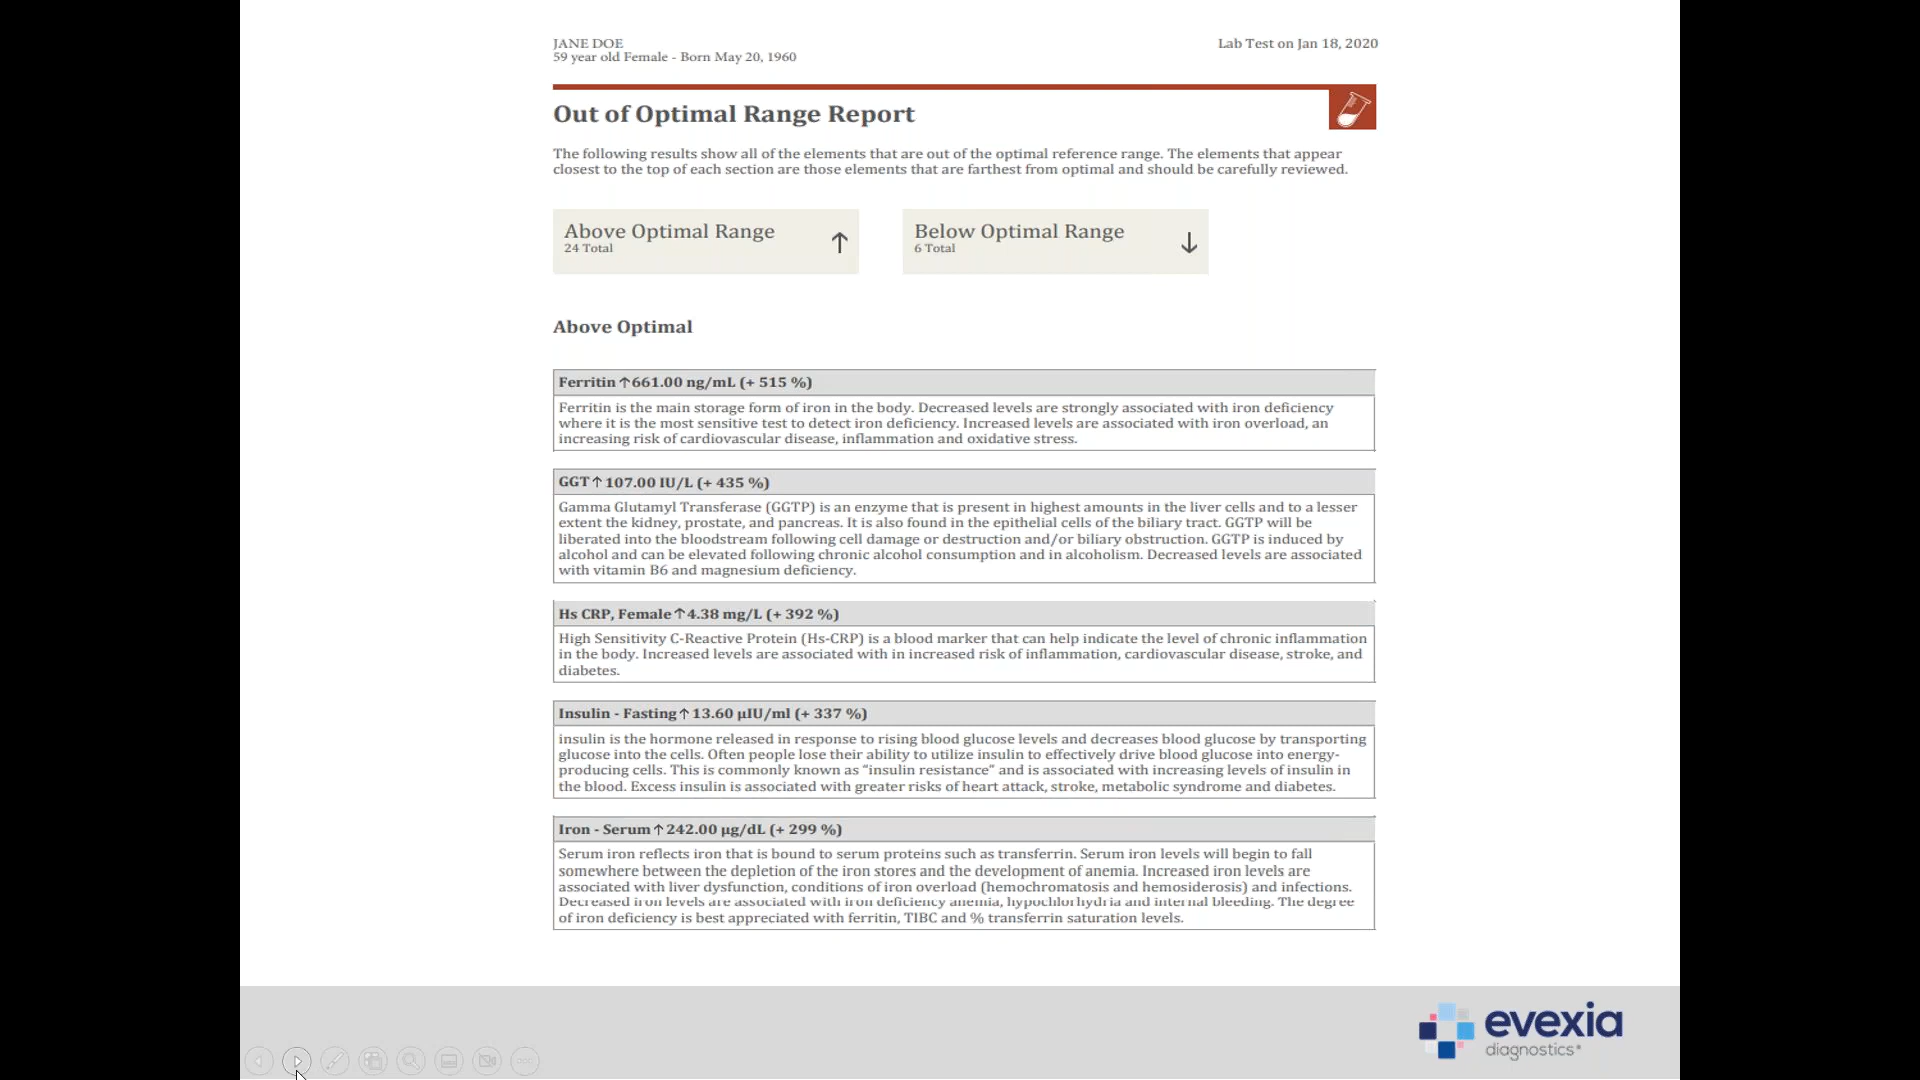 JANE DOE
59 year old Female - Born May 20, 1960
Lab Test on Jan 18, 2020
Out of Optimal Range Report
The following results show all of the elements that are out of the optimal reference range. The elements that appear
closest to the top of each section are those elements that are farthest from optimal and should be carefully reviewed.
Above Optimal Range
24 Total
↑
Below Optimal Range
6 Total
↓
Above Optimal
Ferritin ↑ 661.00 ng/mL (+ 515 %)
Ferritin is the main storage form of iron in the body. Decreased levels are strongly associated with iron deficiency
where it is the most sensitive test to detect iron deficiency. Increased levels are associated with iron overload, an
increasing risk of cardiovascular disease, inflammation and oxidative stress.
GGT ↑ 107.00 IU/L (+ 435 %)
Gamma Glutamyl Transferase (GGTP) is an enzyme that is present in highest amounts in the liver cells and to a lesser
extent the kidney, prostate, and pancreas. It is also found in the epithelial cells of the biliary tract. GGTP will be
liberated into the bloodstream following cell damage or destruction and/or biliary obstruction. GGTP is induced by
alcohol and can be elevated following chronic alcohol consumption and in alcoholism. Decreased levels are associated
with vitamin B6 and magnesium deficiency.
Hs CRP, Female ↑ 4.38 mg/L (+ 392 %)
High Sensitivity C-Reactive Protein (Hs-CRP) is a blood marker that can help indicate the level of chronic inflammation
in the body. Increased levels are associated with in increased risk of inflammation, cardiovascular disease, stroke, and
diabetes.
Insulin - Fasting ↑ 13.60 µIU/ml (+ 337 %)
insulin is the hormone released in response to rising blood glucose levels and decreases blood glucose by transporting
glucose into the cells. Often people lose their ability to utilize insulin to effectively drive blood glucose into energy-
producing cells. This is commonly known as “insulin resistance” and is associated with increasing levels of insulin in
the blood. Excess insulin is associated with greater risks of heart attack, stroke, metabolic syndrome and diabetes.
Iron - Serum ↑ 242.00 µg/dL (+ 299 %)
Serum iron reflects iron that is bound to serum proteins such as transferrin. Serum iron levels will begin to fall
somewhere between the depletion of the iron stores and the development of anemia. Increased iron levels are
associated with liver dysfunction, conditions of iron overload (hemochromatosis and hemosiderosis) and infections.
Decreased iron levels are associated with iron deficiency anemia, hypochlorhydria and internal bleeding. The degree
of iron deficiency is best appreciated with ferritin, TIBC and % transferrin saturation levels.
evexia
diagnostics